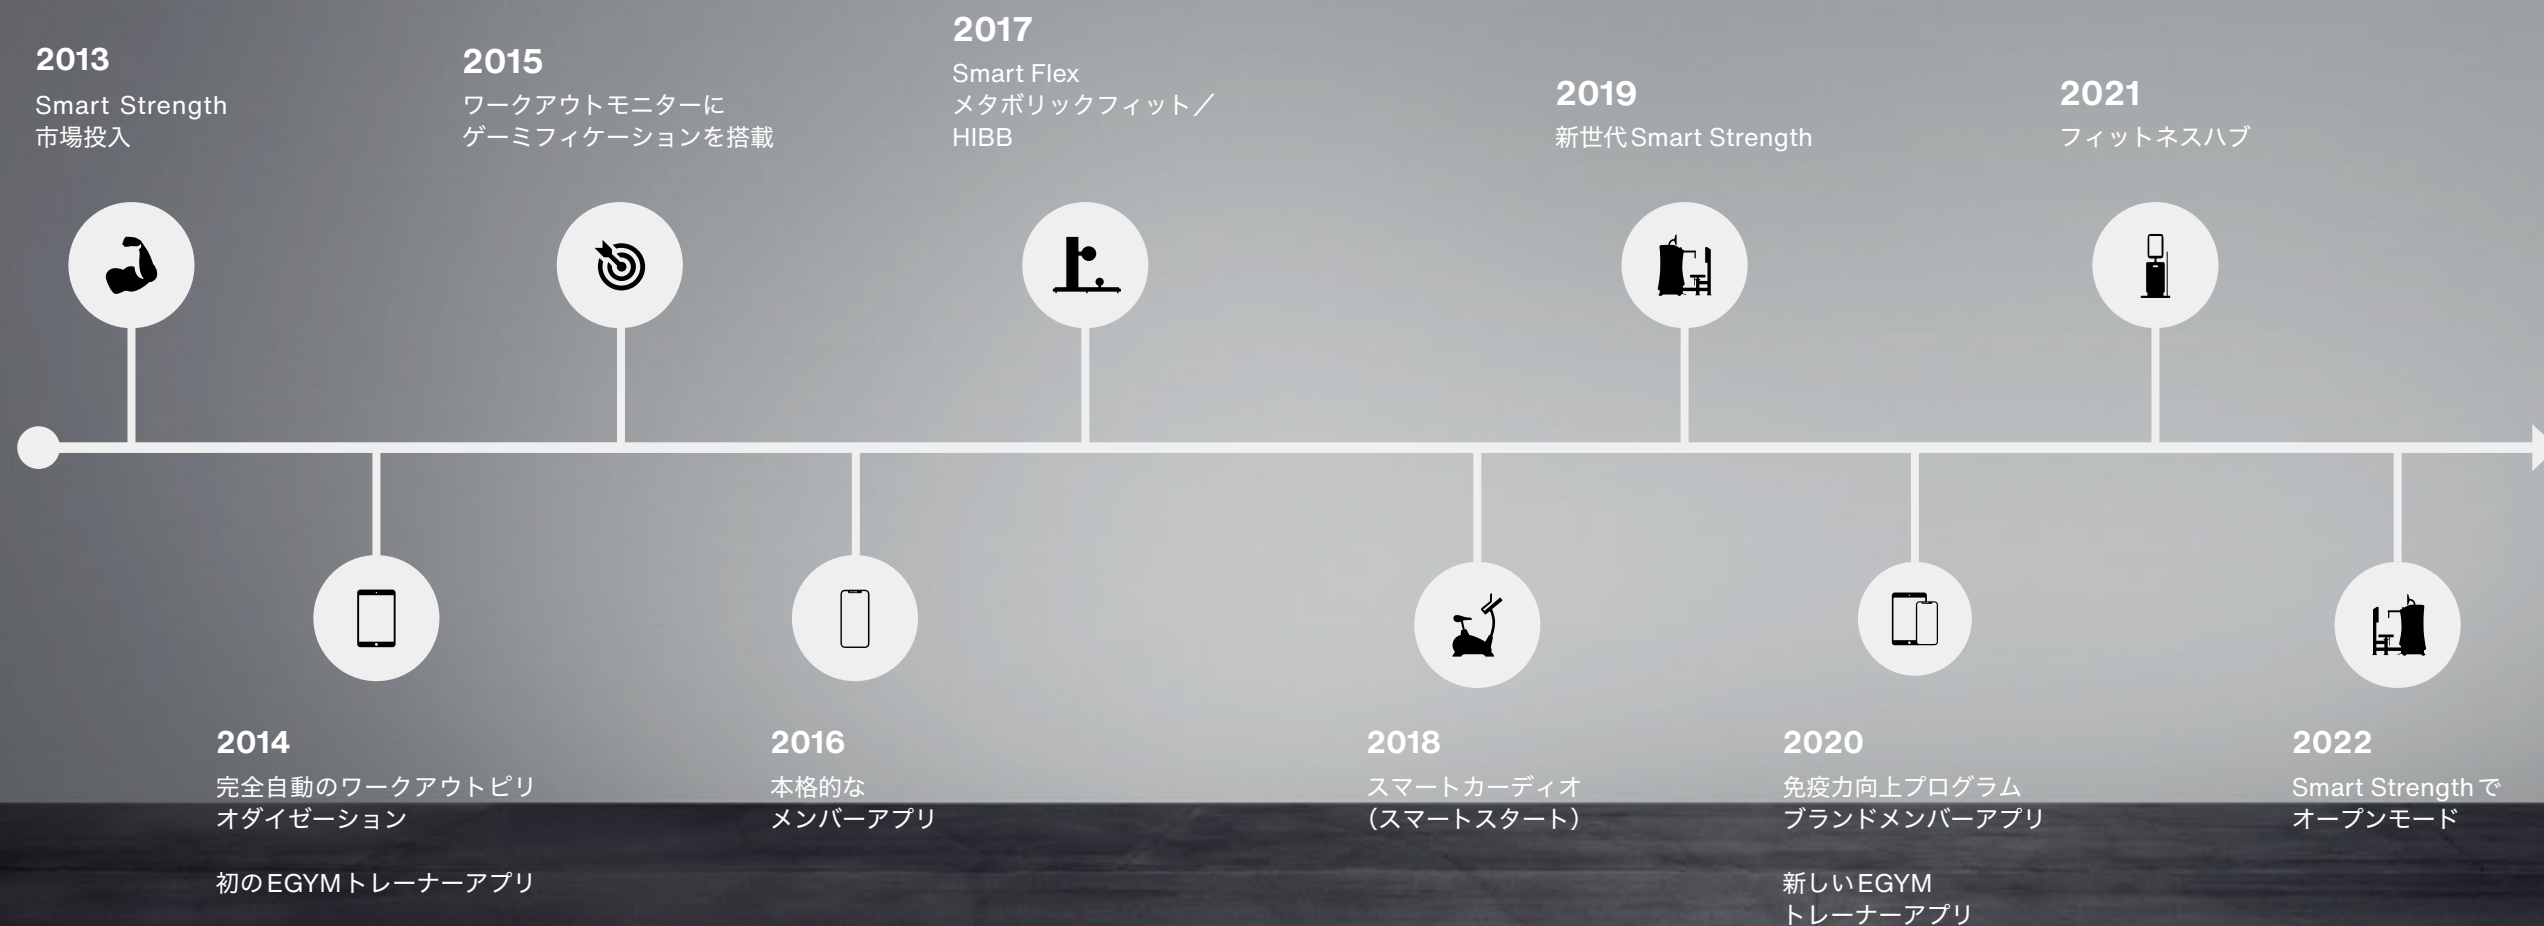 2013
Smart Strength
市場投入
2014
完全自動のワークアウトピリ
オダイゼーション
初のEGYMトレーナーアプリ
2015
ワークアウトモニターに
ゲーミフィケーションを搭載
2016
本格的な
メンバーアプリ
2017
Smart Flex
メタボリックフィット／
HIBB
2018
スマートカーディオ
（スマートスタート）
2019
新世代Smart Strength
2020
免疫力向上プログラム
ブランドメンバーアプリ
新しいEGYM
トレーナーアプリ
2021
フィットネスハブ
2022
Smart Strengthで
オープンモード